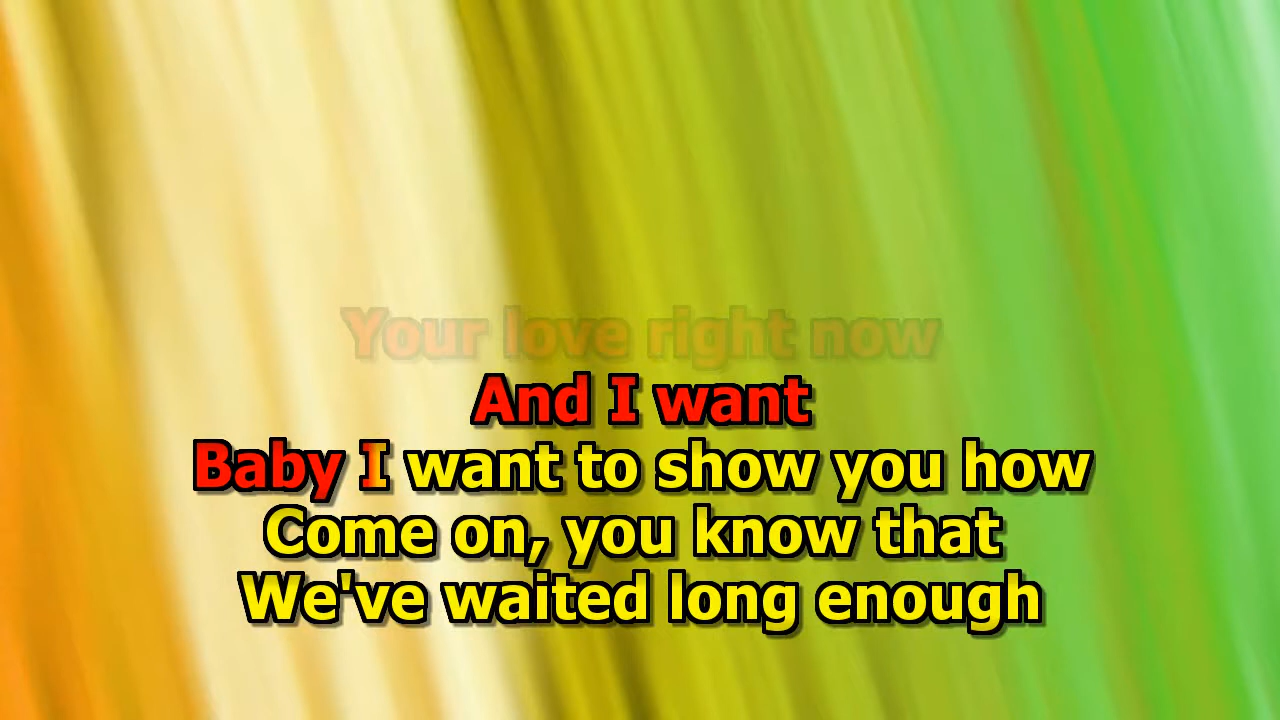 Your love right now
And I want
Baby I want to show you how
Come on, you know that
We've waited long enough